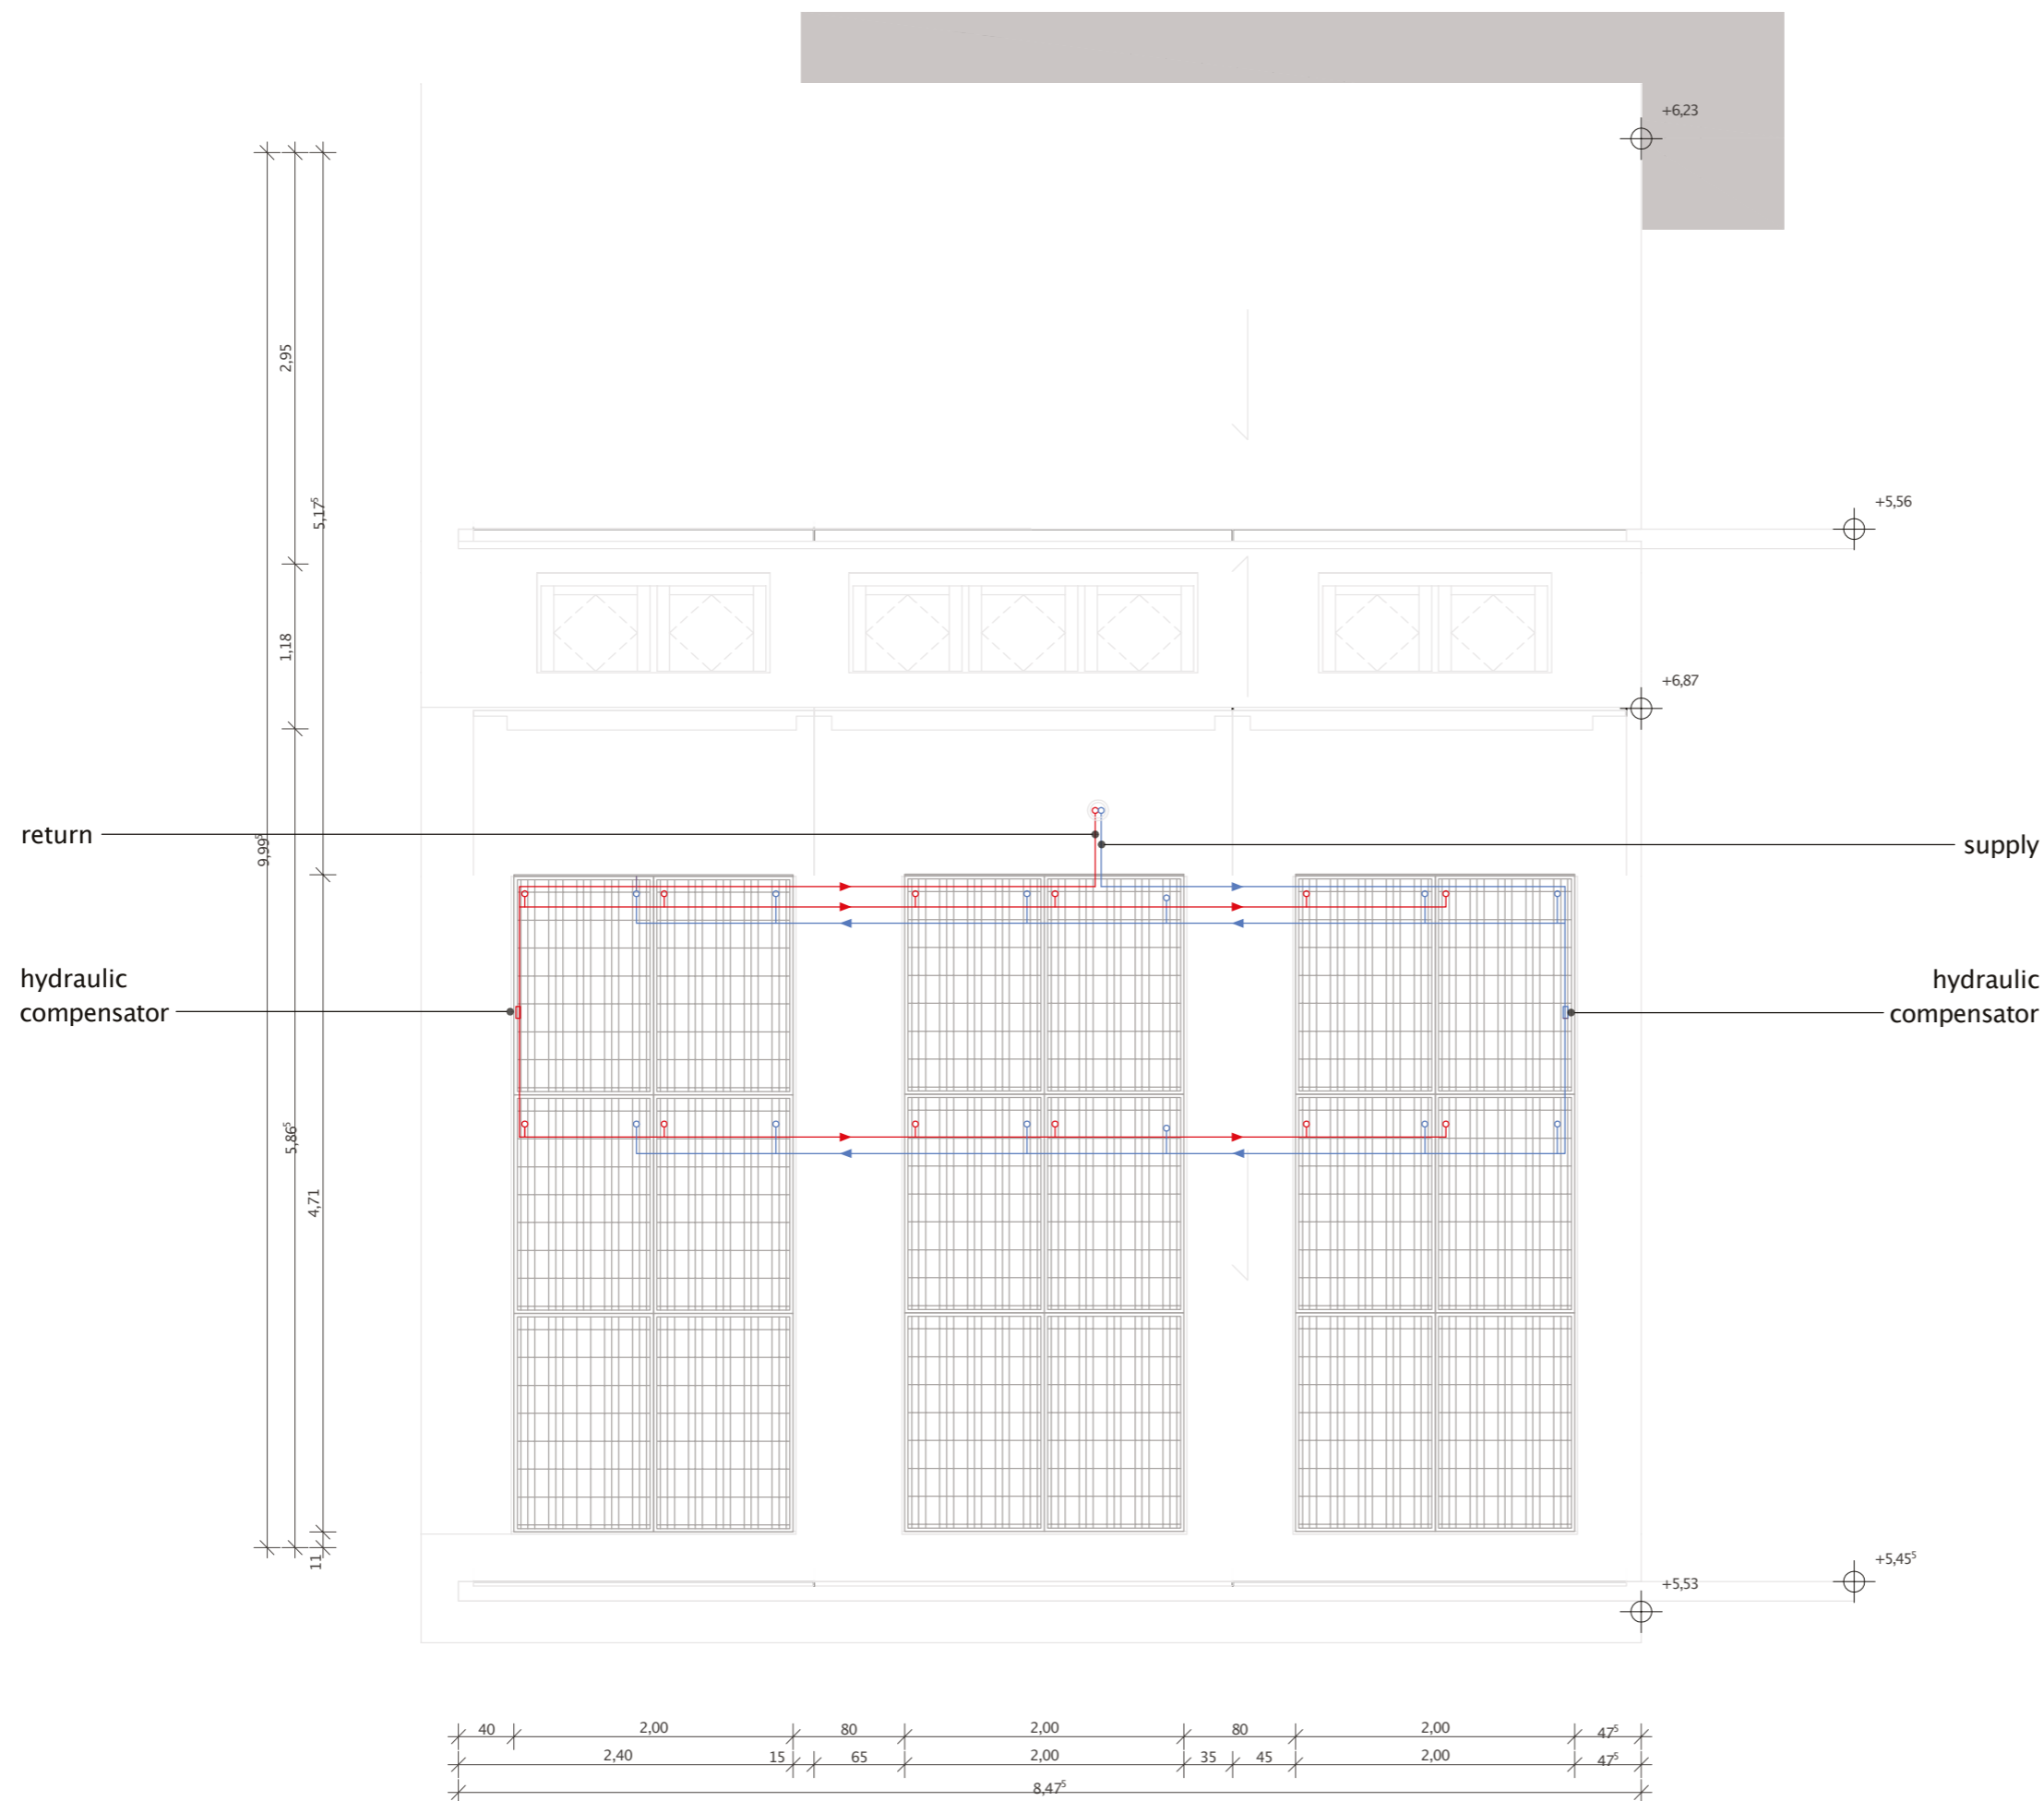 +6,23
2,95
5,17⁵
+5,56
1,18
+6,87
return
9,99⁵
supply
hydraulic
compensator
hydraulic
compensator
5,86⁵
4,71
11
+5,45⁵
+5,53
40 2,00 80 2,00 80 2,00 47⁵
2,40 15 65 2,00 35 45 2,00 47⁵
8,47⁵